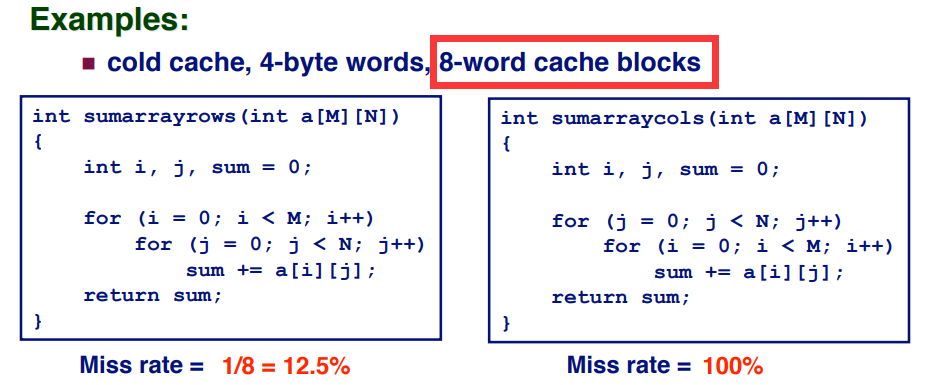 Examples:
■ cold cache, 4-byte words, 8-word cache blocks
int sumarrayrows(int a[M][N])
{
    int i, j, sum = 0;

    for (i = 0; i < M; i++)
        for (j = 0; j < N; j++)
            sum += a[i][j];
    return sum;
}
Miss rate = 1/8 = 12.5%
int sumarraycols(int a[M][N])
{
    int i, j, sum = 0;

    for (j = 0; j < N; j++)
        for (i = 0; i < M; i++)
            sum += a[i][j];
    return sum;
}
Miss rate = 100%